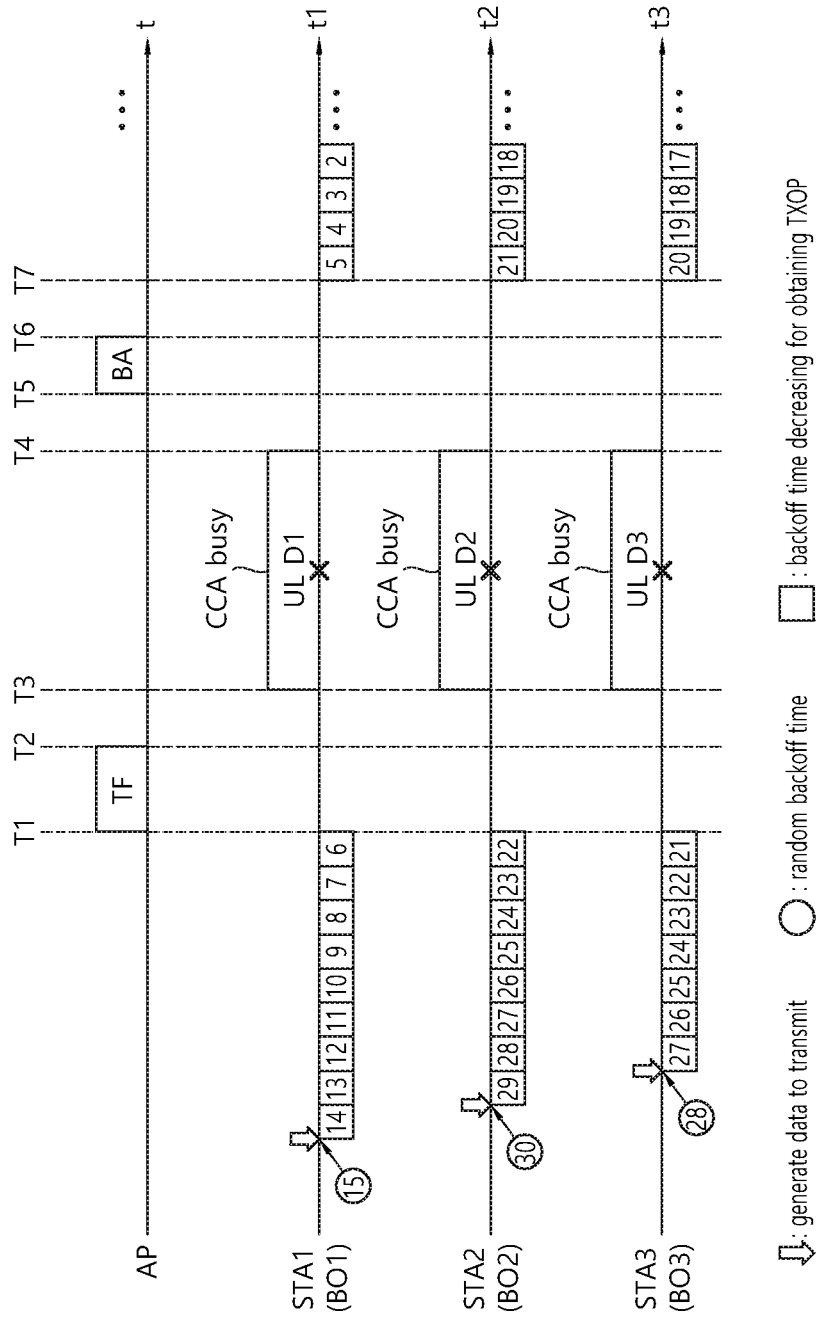 T1 T2 T3 T4 T5 T6 T7
AP
TF
BA
t
...
STA1
(BO1)
15
14 13 12 11 10 9 8 7 6
CCA busy
UL D1
5 4 3 2
...
t1
STA2
(BO2)
30
29 28 27 26 25 24 23 22
CCA busy
UL D2
21 20 19 18
...
t2
STA3
(BO3)
28
27 26 25 24 23 22 21
CCA busy
UL D3
20 19 18 17
...
t3
: generate data to transmit
: random backoff time
: backoff time decreasing for obtaining TXOP